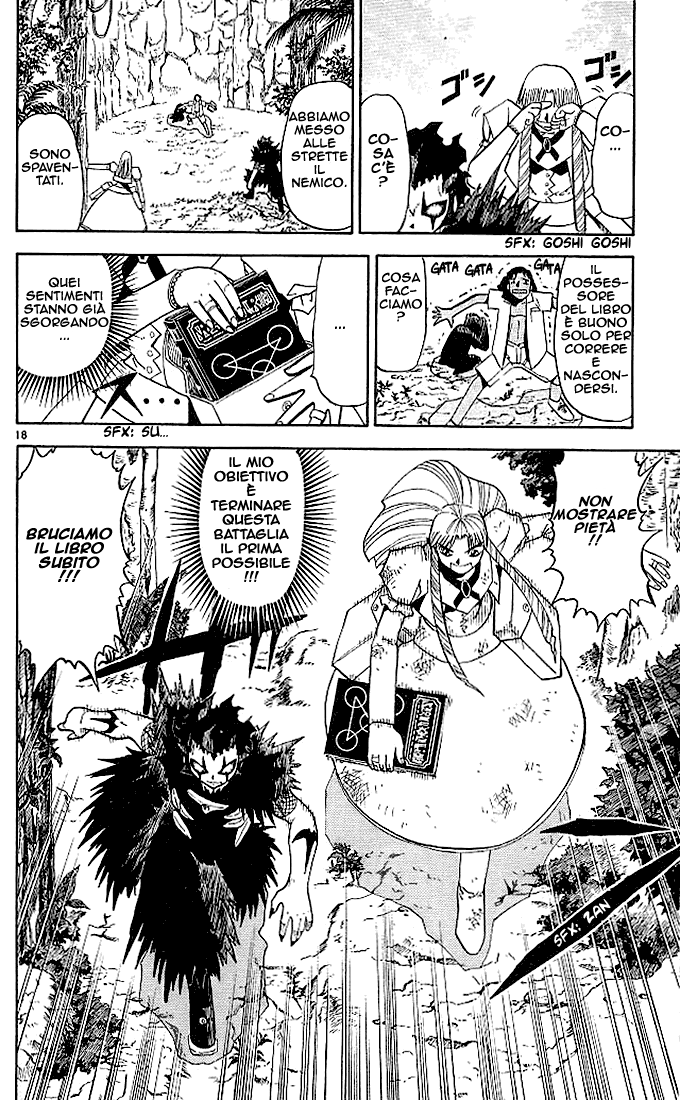 CO-
...
ゴシ
ゴシ
CO-
SA
C'È
?
SFX: GOSHI GOSHI
ABBIAMO
MESSO
ALLE
STRETTE
IL
NEMICO.
SONO
SPAVEN-
TATI.
IL
POSSES-
SORE
DEL LIBRO
È BUONO
SOLO PER
CORRERE
E
NASCON-
DERSI.
GATA
GATA
GATA
COSA
FAC-
CIAMO
?
...
QUEI
SENTIMENTI
STANNO GIÀ
SGORGANDO
...
ス...
SFX: SU...
18
NON
MOSTRARE
PIETÀ
!!
IL MIO
OBIETTIVO
È
TERMINARE
QUESTA
BATTAGLIA
IL PRIMA
POSSIBILE
!!!
BRUCIAMO
IL LIBRO
SUBITO
!!!
SFX: ZAN